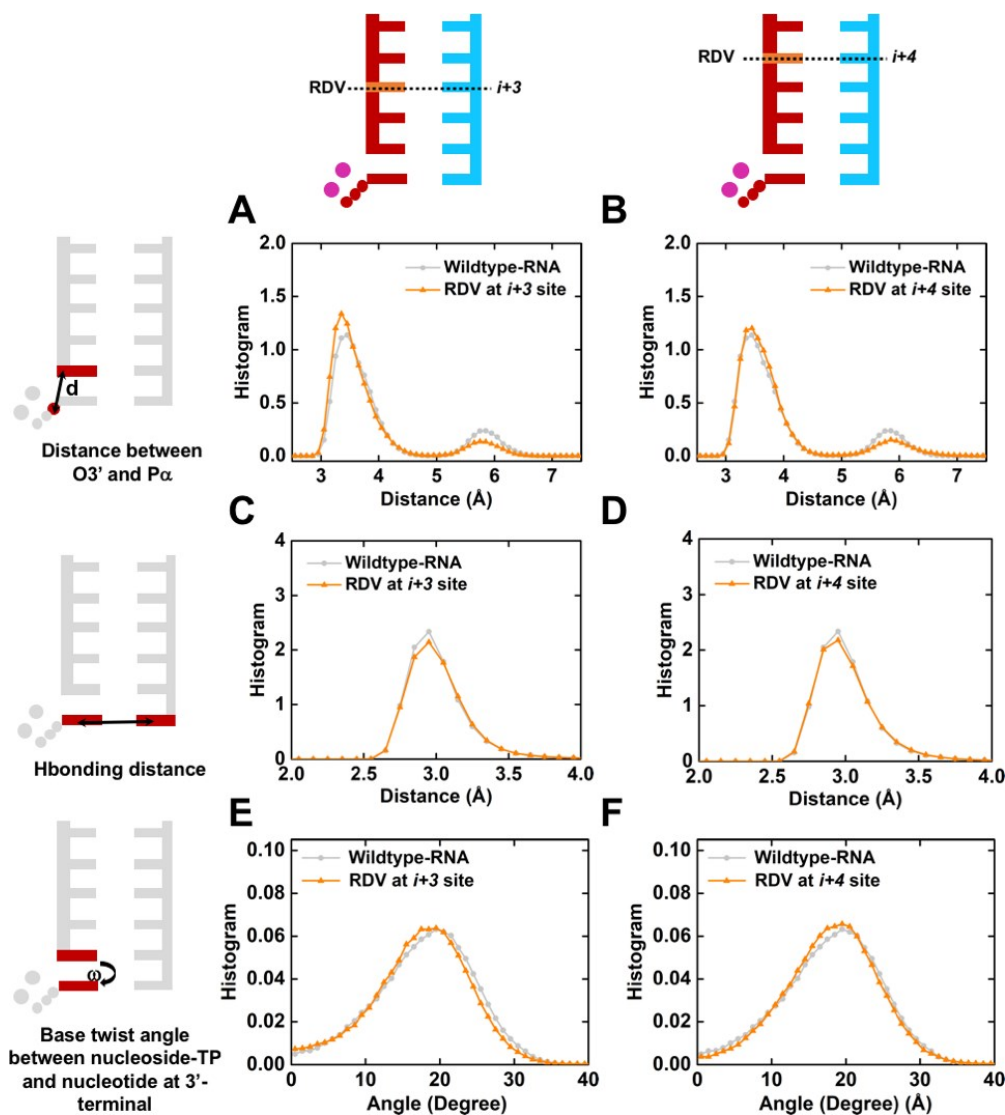 RDV
i+3
RDV
i+4
A
B
d
Distance between
O3' and Pα
2.0
1.5
1.0
0.5
0.0
Histogram
Wildtype-RNA
RDV at i+3 site
3 4 5 6 7
Distance (Å)
2.0
1.5
1.0
0.5
0.0
Histogram
Wildtype-RNA
RDV at i+4 site
3 4 5 6 7
Distance (Å)
C
D
Hbonding distance
4
3
2
1
0
Histogram
Wildtype-RNA
RDV at i+3 site
2.0 2.5 3.0 3.5 4.0
Distance (Å)
4
3
2
1
0
Histogram
Wildtype-RNA
RDV at i+4 site
2.0 2.5 3.0 3.5 4.0
Distance (Å)
E
F
ω
Base twist angle
between nucleoside-TP
and nucleotide at 3'-
terminal
0.10
0.08
0.06
0.04
0.02
0.00
Histogram
Wildtype-RNA
RDV at i+3 site
0 10 20 30 40
Angle (Degree)
0.10
0.08
0.06
0.04
0.02
0.00
Histogram
Wildtype-RNA
RDV at i+4 site
0 10 20 30 40
Angle (Degree) (Å)